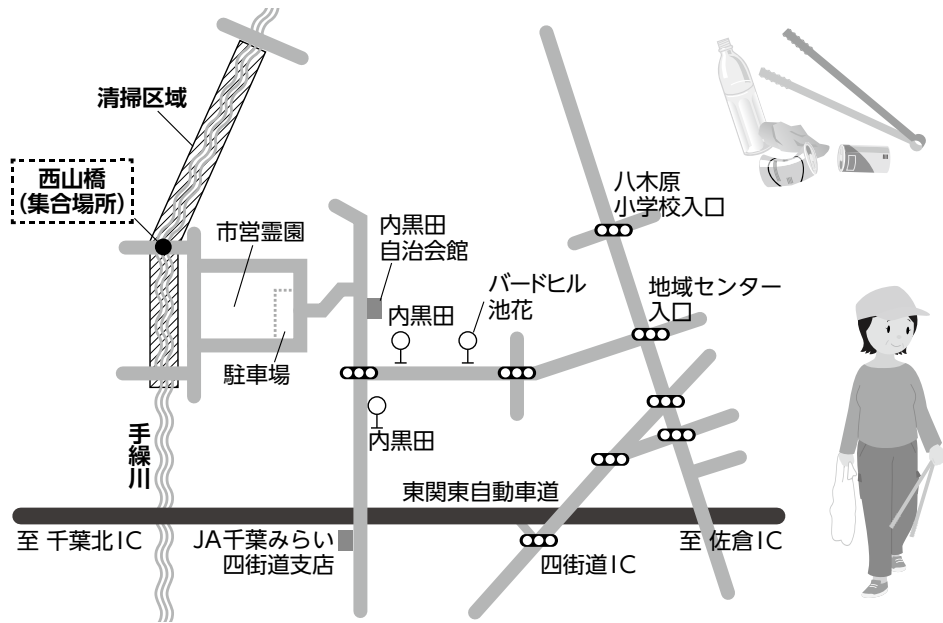 清掃区域
西山橋
(集合場所)
市営霊園
駐車場
手繰川
内黒田
自治会館
内黒田
バードヒル
池花
内黒田
八木原
小学校入口
地域センター
入口
東関東自動車道
至 千葉北IC
JA千葉みらい
四街道支店
四街道IC
至 佐倉IC